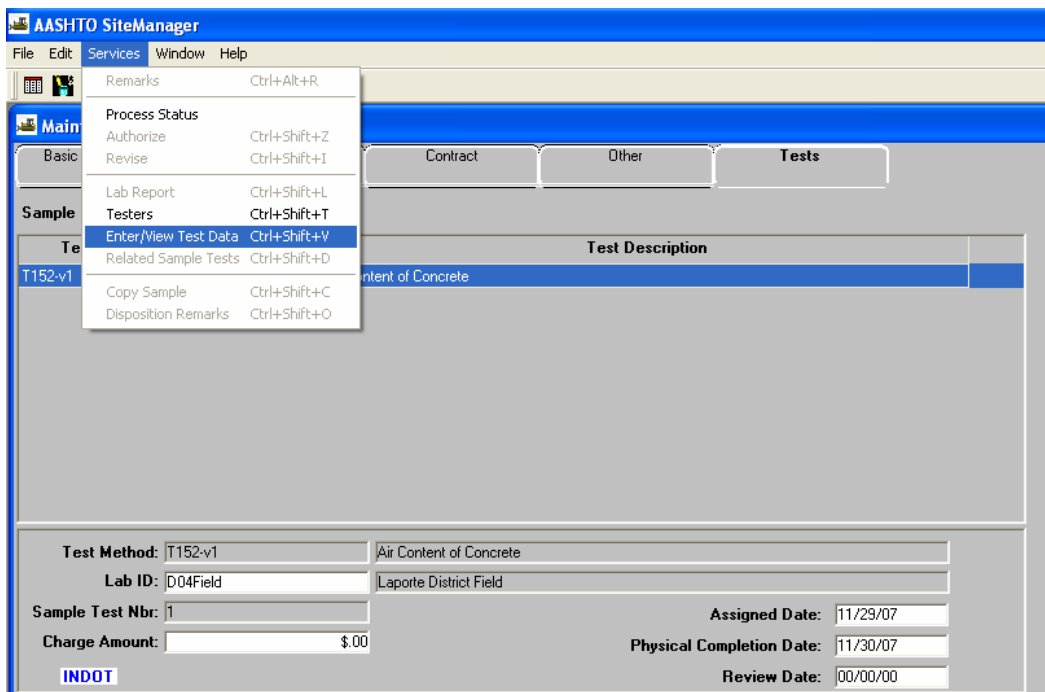 AASHTO SiteManager
File Edit Services Window Help
Remarks Ctrl+Alt+R
Process Status
Authorize Ctrl+Shift+Z
Revise Ctrl+Shift+I
Lab Report Ctrl+Shift+L
Testers Ctrl+Shift+T
Enter/View Test Data Ctrl+Shift+V
Related Sample Tests Ctrl+Shift+D
Copy Sample Ctrl+Shift+C
Disposition Remarks Ctrl+Shift+O
Main
Basic Contract Other Tests
Sample
Te Test Description
T152-v1 ntent of Concrete
Test Method: T152-v1 Air Content of Concrete
Lab ID: D04Field Laporte District Field
Sample Test Nbr: 1 Assigned Date: 11/29/07
Charge Amount: $.00 Physical Completion Date: 11/30/07
INDOT Review Date: 00/00/00